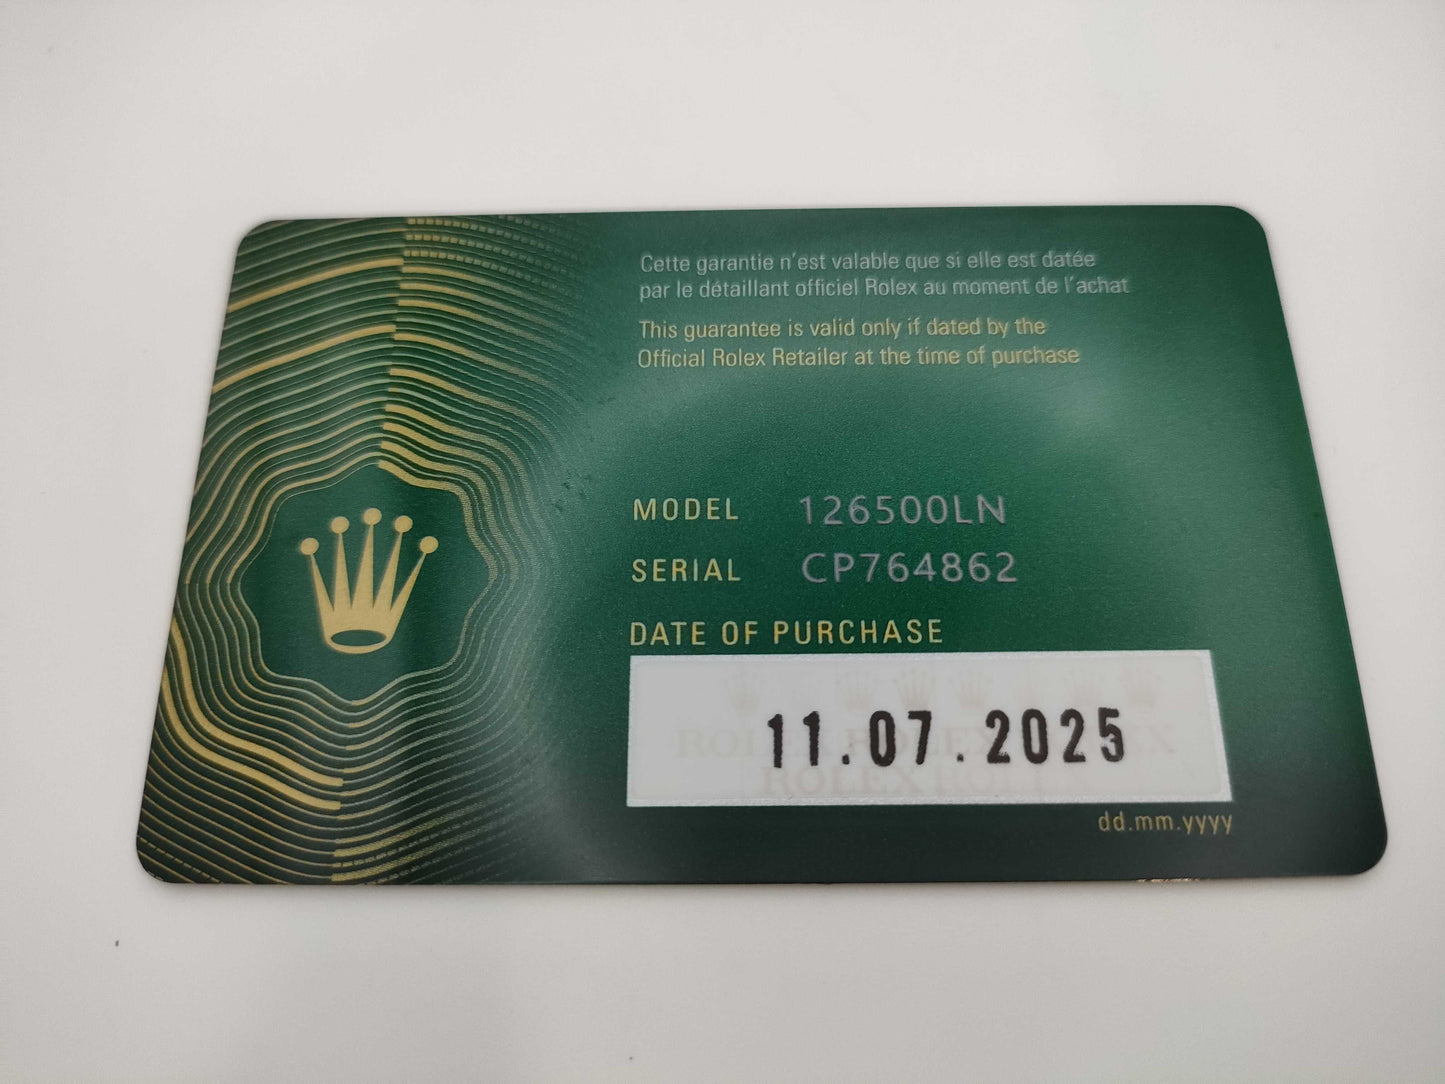 Cette garantie n'est valable que si elle est datée
par le détaillant officiel Rolex au moment de l'achat
This guarantee is valid only if dated by the
Official Rolex Retailer at the time of purchase
MODEL 126500LN
SERIAL CP764862
DATE OF PURCHASE
11.07.2025
dd.mm.yyyy